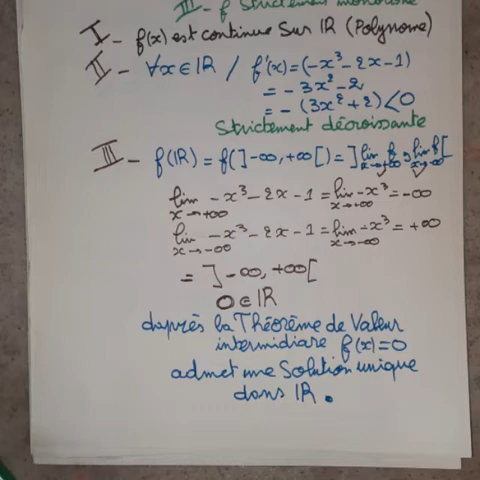 III - f Strictement monotone
I - f(x) est continue Sur IR (Polynome)
II - ∀x ∈ IR / f'(x) = (-x³ - 2x - 1)
= - 3x² - 2
= - (3x² + 2) < 0
Strictement décroissante
III - f(IR) = f(]-∞, +∞[) = ]lim f, lim f[
x→+∞ x→-∞
lim -x³ - 2x - 1 = lim -x³ = -∞
x→+∞ x→+∞
lim -x³ - 2x - 1 = lim -x³ = +∞
x→-∞ x→-∞
= ]-∞, +∞[
0 ∈ IR
daprès la Théorème de Valeur
intermidiare f(x) = 0
admet une Solution unique
dans IR .